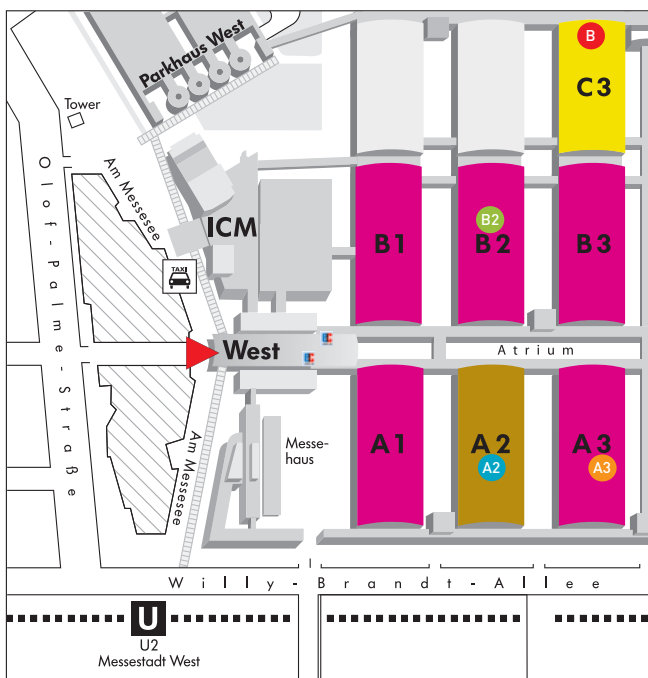 B
C3
Parkhaus West
Tower
Am Messesee
Olof-Palme-Straße
ICM
TAXI
B1
B2
B2
B3
West
Atrium
A1
A2
A2
A3
A3
Messe-
haus
Am Messesee
Willy-Brandt-Allee
U
U2
Messestadt West